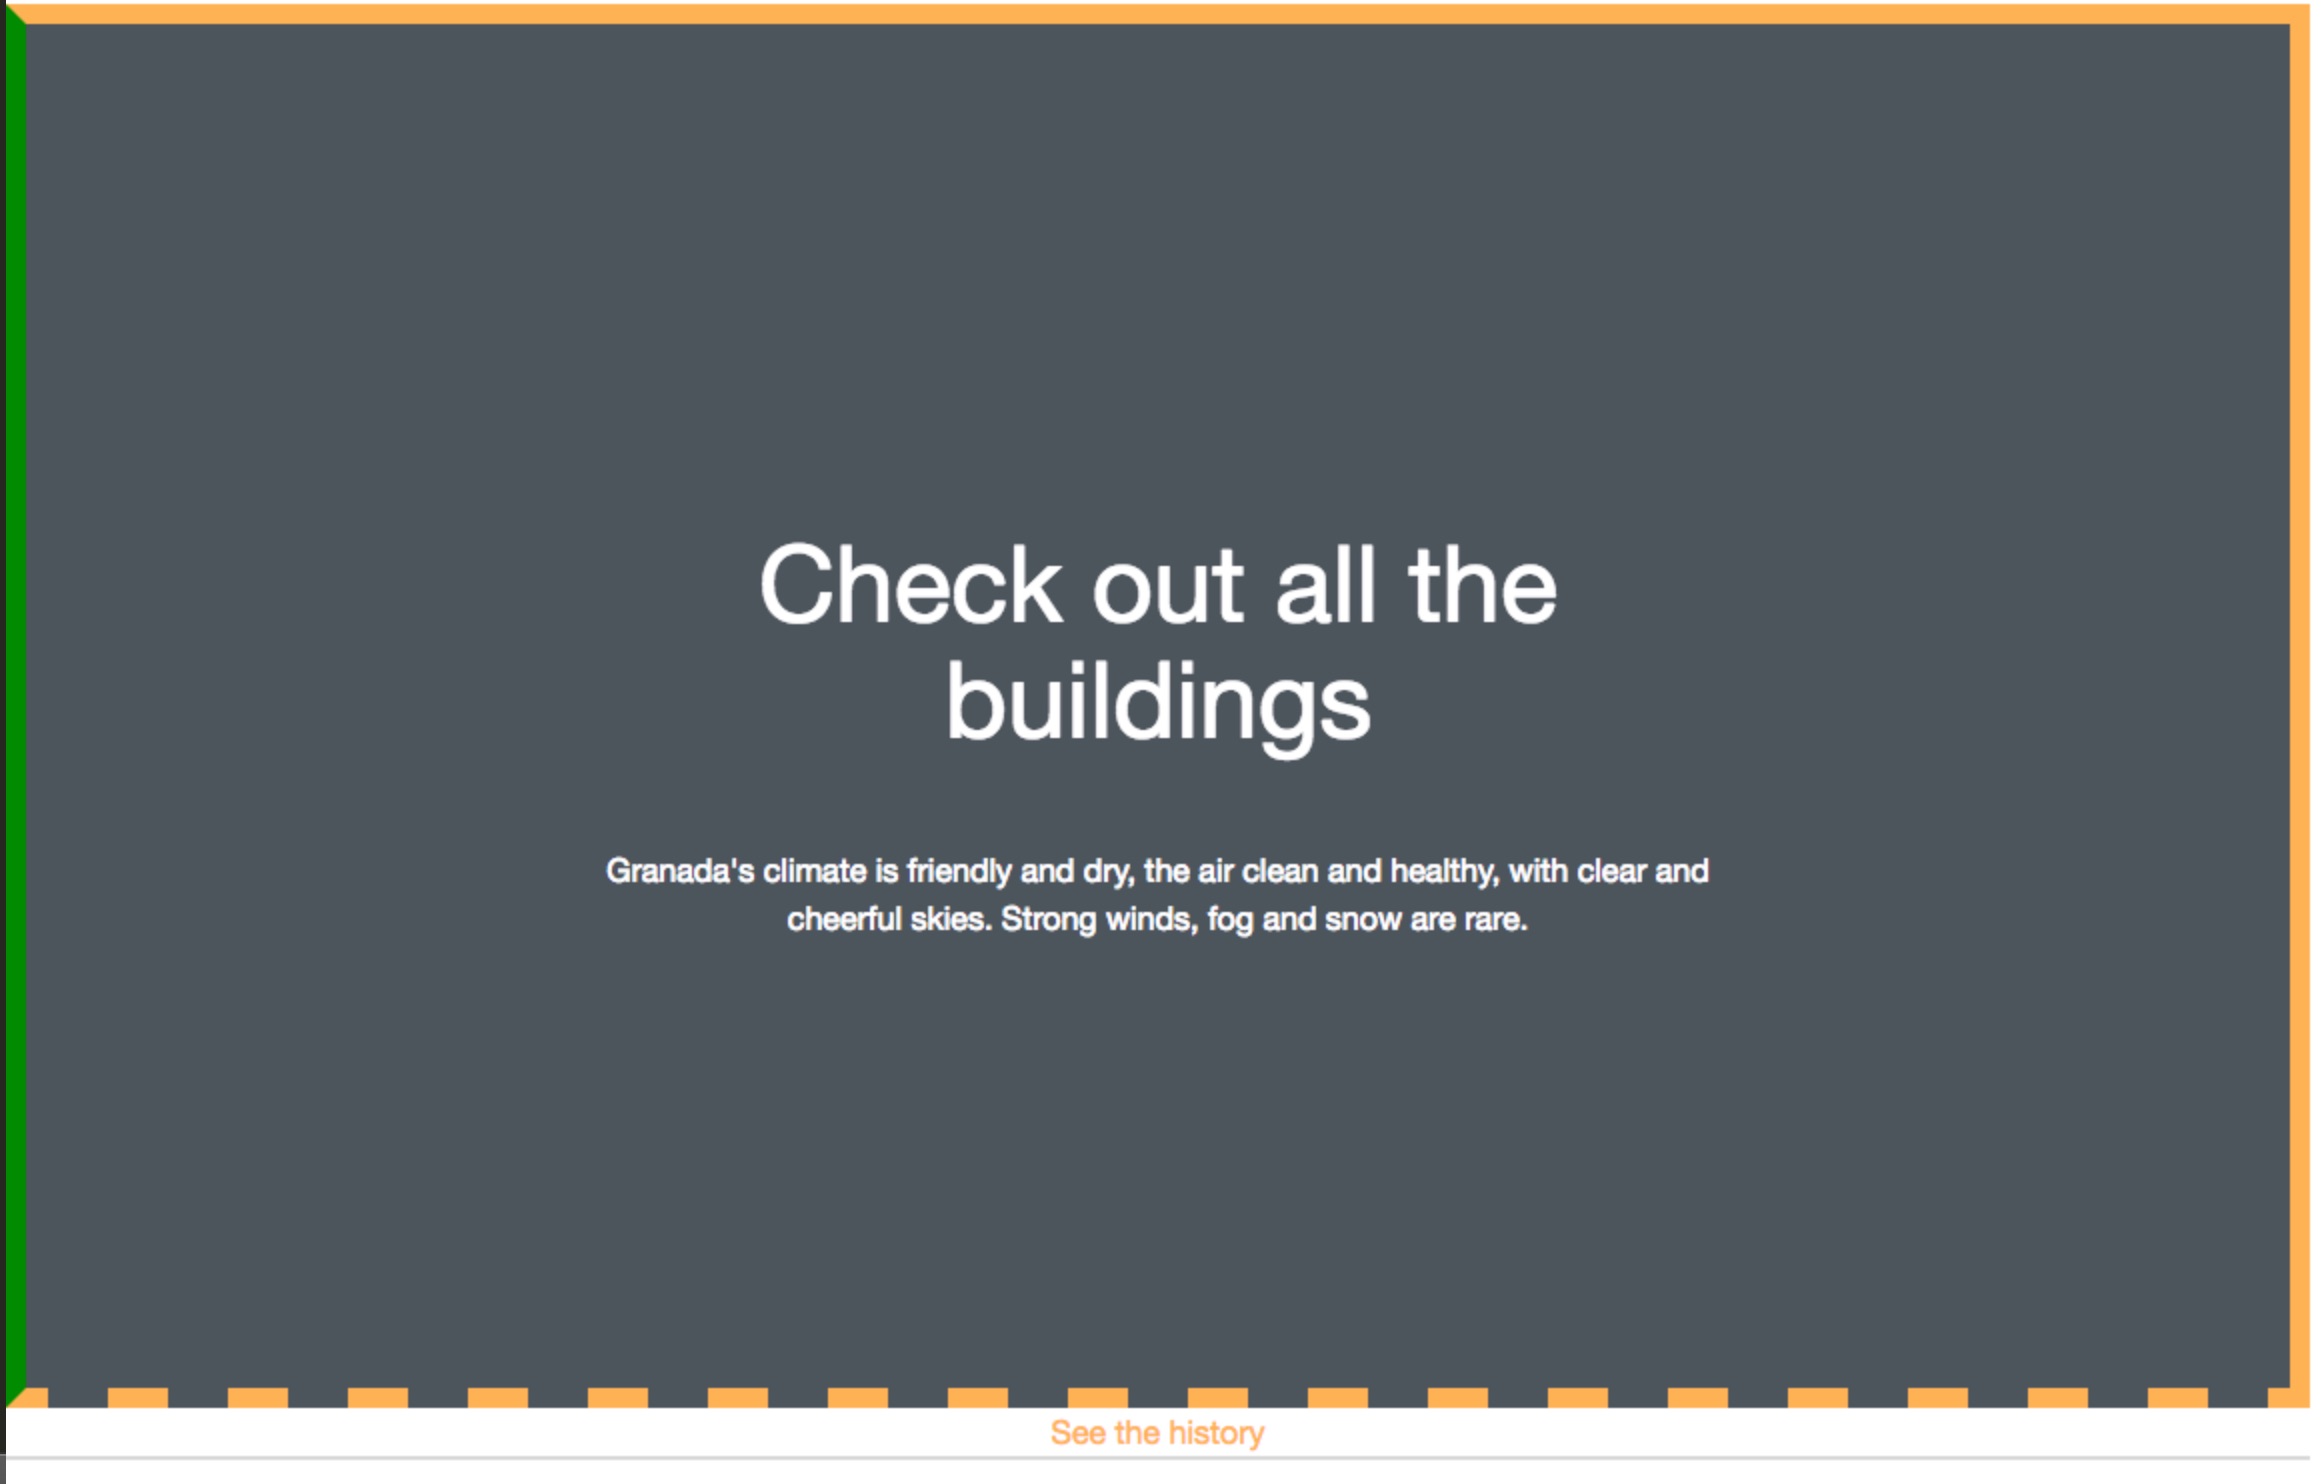 Check out all the
buildings
Granada's climate is friendly and dry, the air clean and healthy, with clear and
cheerful skies. Strong winds, fog and snow are rare.
See the history